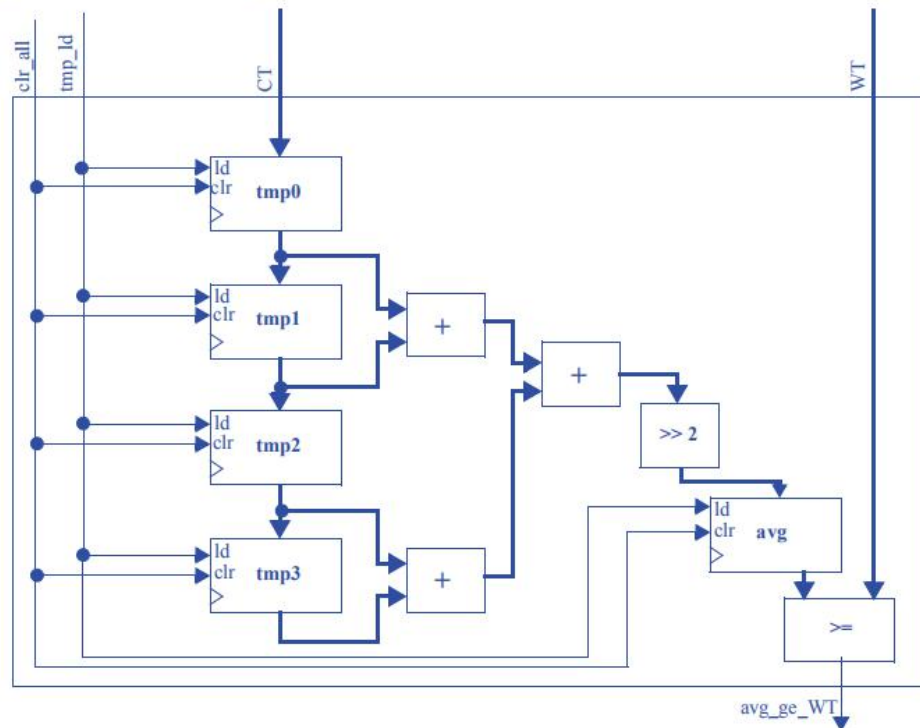 clr_all
tmp_ld
CT
WT
ld
clr
tmp0
ld
clr
tmp1
+
+
ld
clr
tmp2
>> 2
ld
clr
avg
ld
clr
tmp3
+
>=
avg_ge_WT